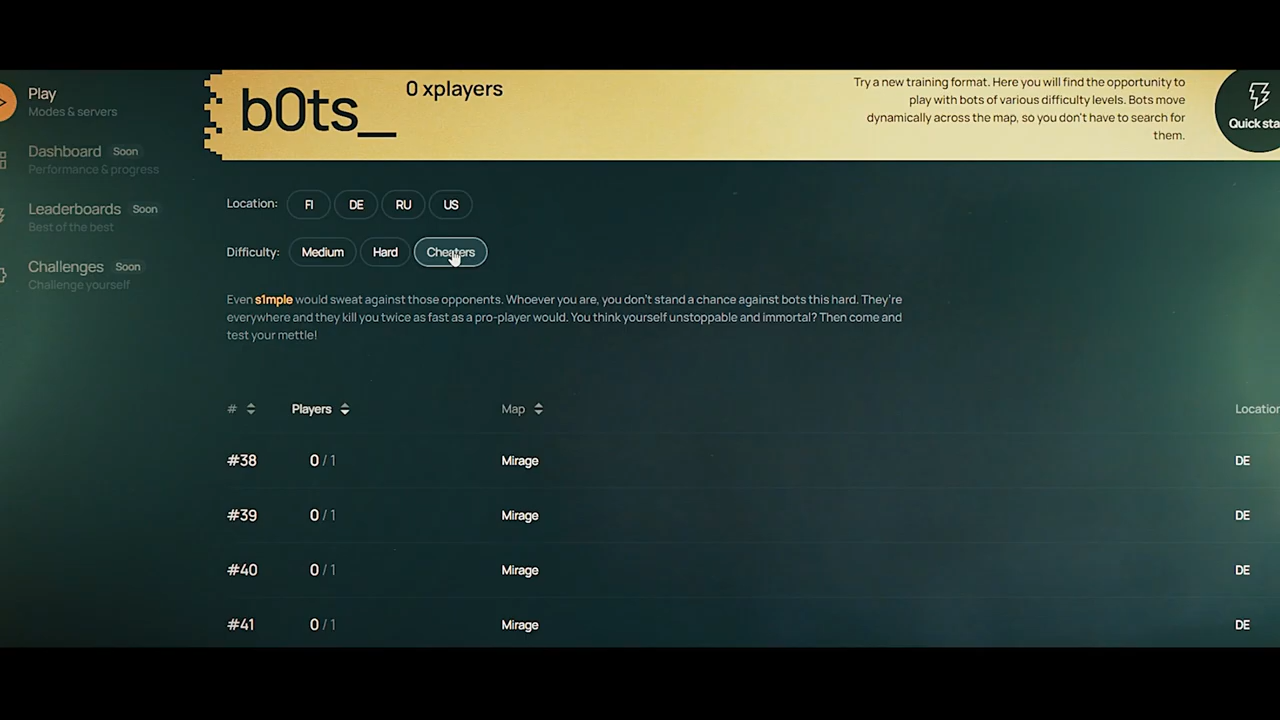 Play
Modes & servers
Dashboard Soon
Performance & progress
Leaderboards Soon
Best of the best
Challenges Soon
Challenge yourself
b0ts_
0 xplayers
Try a new training format. Here you will find the opportunity to
play with bots of various difficulty levels. Bots move
dynamically across the map, so you don't have to search for
them.
Quick sta
Location: FI DE RU US
Difficulty: Medium Hard Cheaters
Even s1mple would sweat against those opponents. Whoever you are, you don't stand a chance against bots this hard. They're
everywhere and they kill you twice as fast as a pro-player would. You think yourself unstoppable and immortal? Then come and
test your mettle!
# Players Map Location
#38 0 / 1 Mirage DE
#39 0 / 1 Mirage DE
#40 0 / 1 Mirage DE
#41 0 / 1 Mirage DE